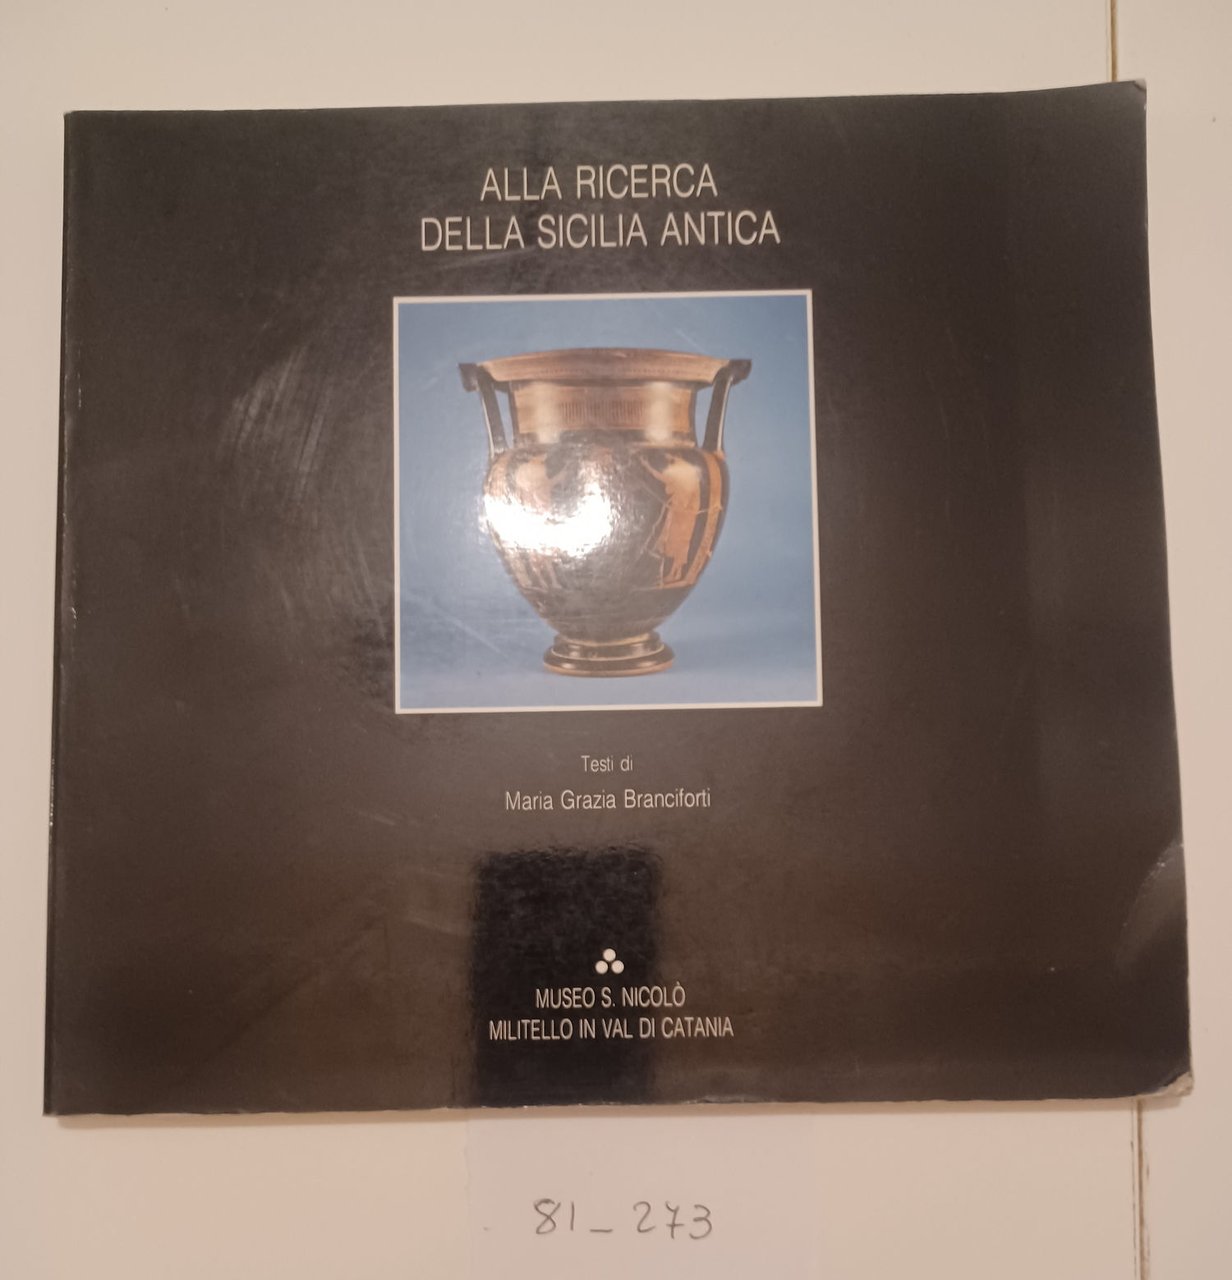 ALLA RICERCA
DELLA SICILIA ANTICA
Testi di
Maria Grazia Branciforti
MUSEO S. NICOLÒ
MILITELLO IN VAL DI CATANIA
81_273